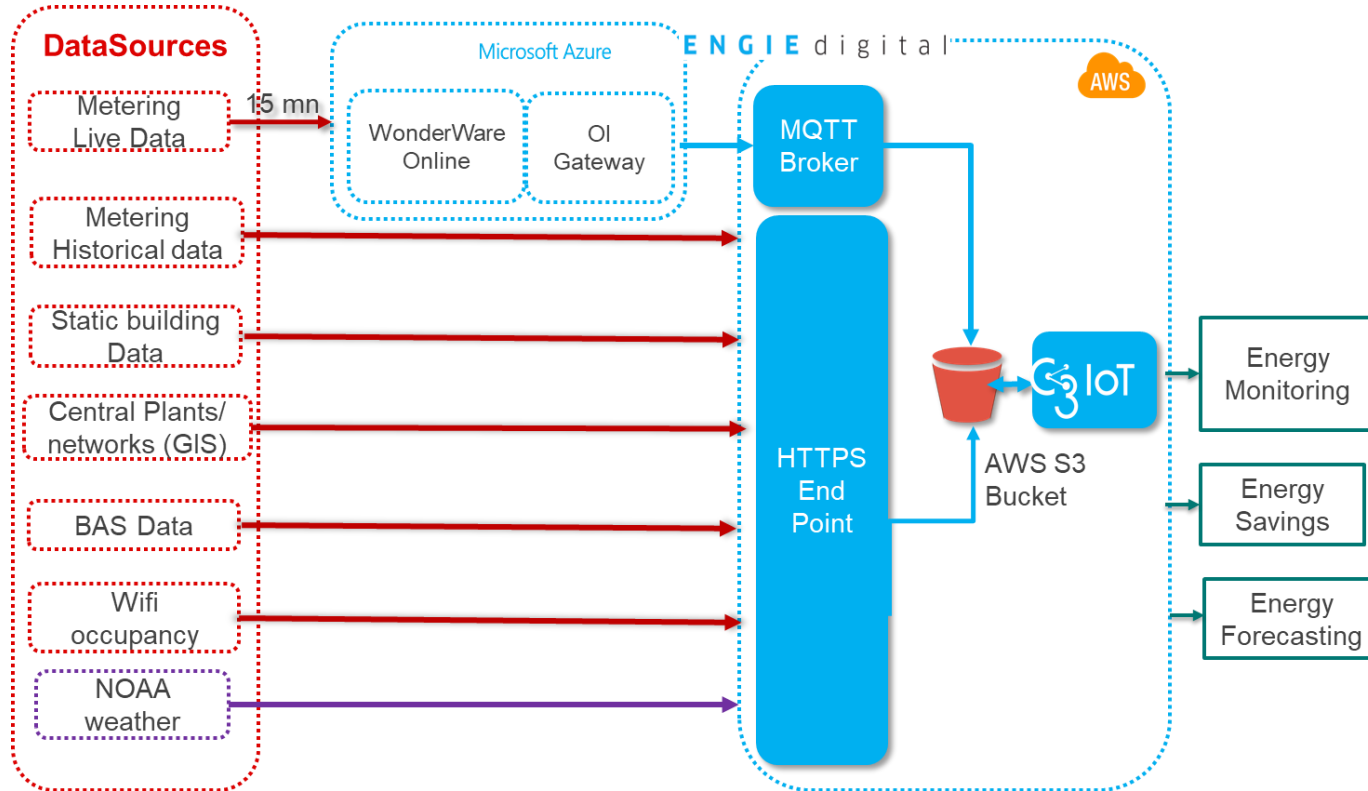 DataSources
Microsoft Azure
ENGIE digital
AWS
Metering
Live Data
15 mn
WonderWare
Online
OI
Gateway
MQTT
Broker
Metering
Historical data
Static building
Data
Central Plants/
networks (GIS)
BAS Data
Wifi
occupancy
NOAA
weather
HTTPS
End
Point
AWS S3
Bucket
C3 IoT
Energy
Monitoring
Energy
Savings
Energy
Forecasting